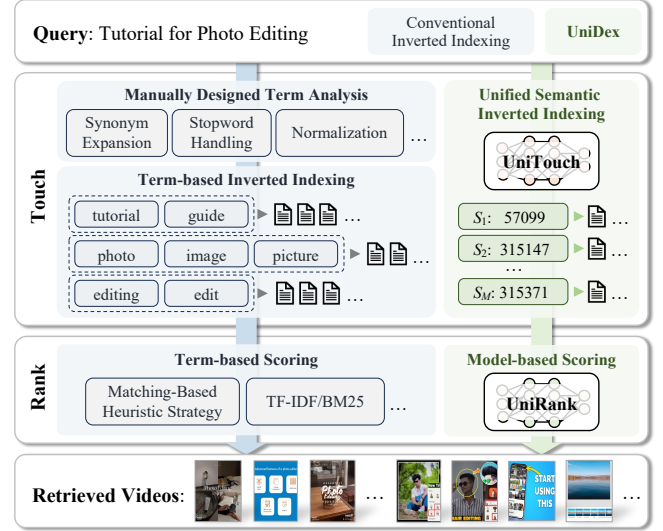 Query: Tutorial for Photo Editing
Conventional
Inverted Indexing
UniDex
Touch
Manually Designed Term Analysis
Synonym
Expansion
Stopword
Handling
Normalization
...
Term-based Inverted Indexing
tutorial
guide
...
photo
image
picture
...
editing
edit
...
Unified Semantic
Inverted Indexing
UniTouch
S1: 57099
...
S2: 315147
...
...
SM: 315371
...
Rank
Term-based Scoring
Matching-Based
Heuristic Strategy
TF-IDF/BM25
...
Model-based Scoring
UniRank
Retrieved Videos:
Photo
Editing
...
START
USING
THIS
...